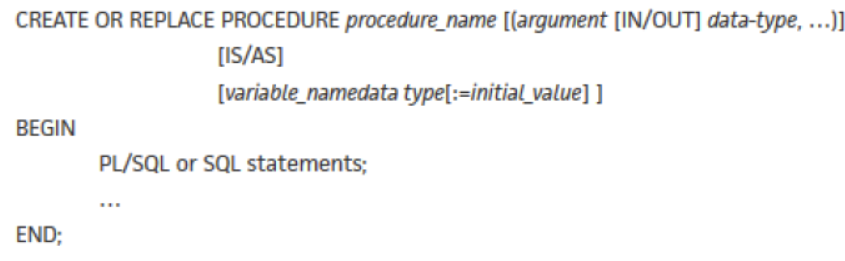 CREATE OR REPLACE PROCEDURE procedure_name [(argument [IN/OUT] data-type, …)]
[IS/AS]
[variable_namedata type[:=initial_value] ]
BEGIN
PL/SQL or SQL statements;
…
END;